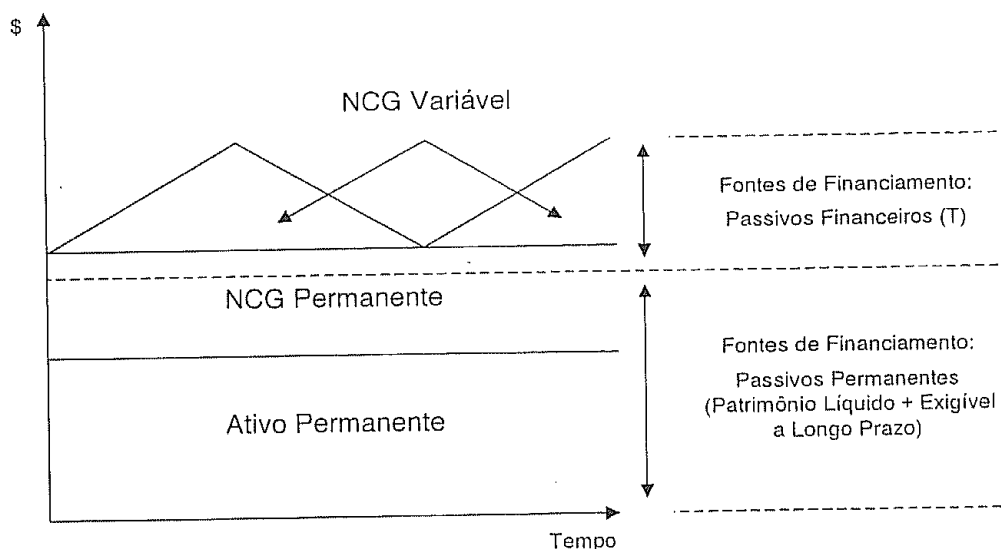 $
NCG Variável
Fontes de Financiamento:
Passivos Financeiros (T)
NCG Permanente
Fontes de Financiamento:
Passivos Permanentes
(Patrimônio Líquido + Exigível
a Longo Prazo)
Ativo Permanente
Tempo